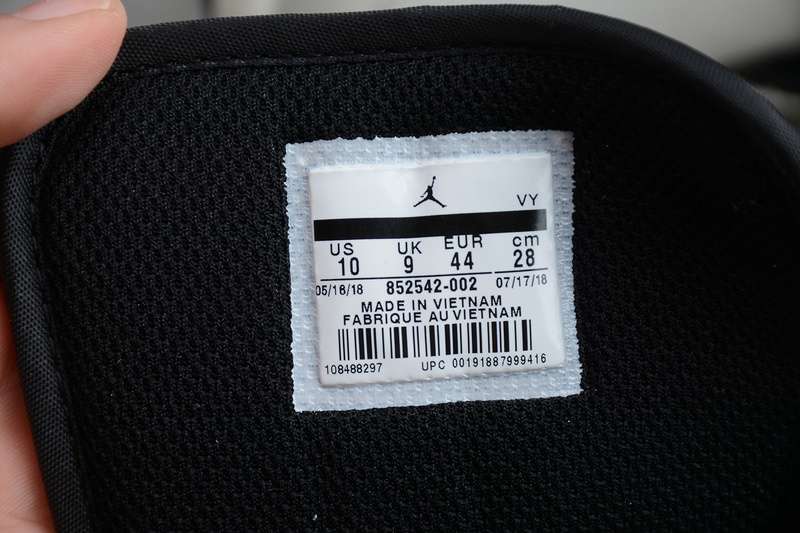 VY
US UK EUR cm
10 9 44 28
05/18/18 852542-002 07/17/18
MADE IN VIETNAM
FABRIQUE AU VIETNAM
108488297 UPC 00191887999416